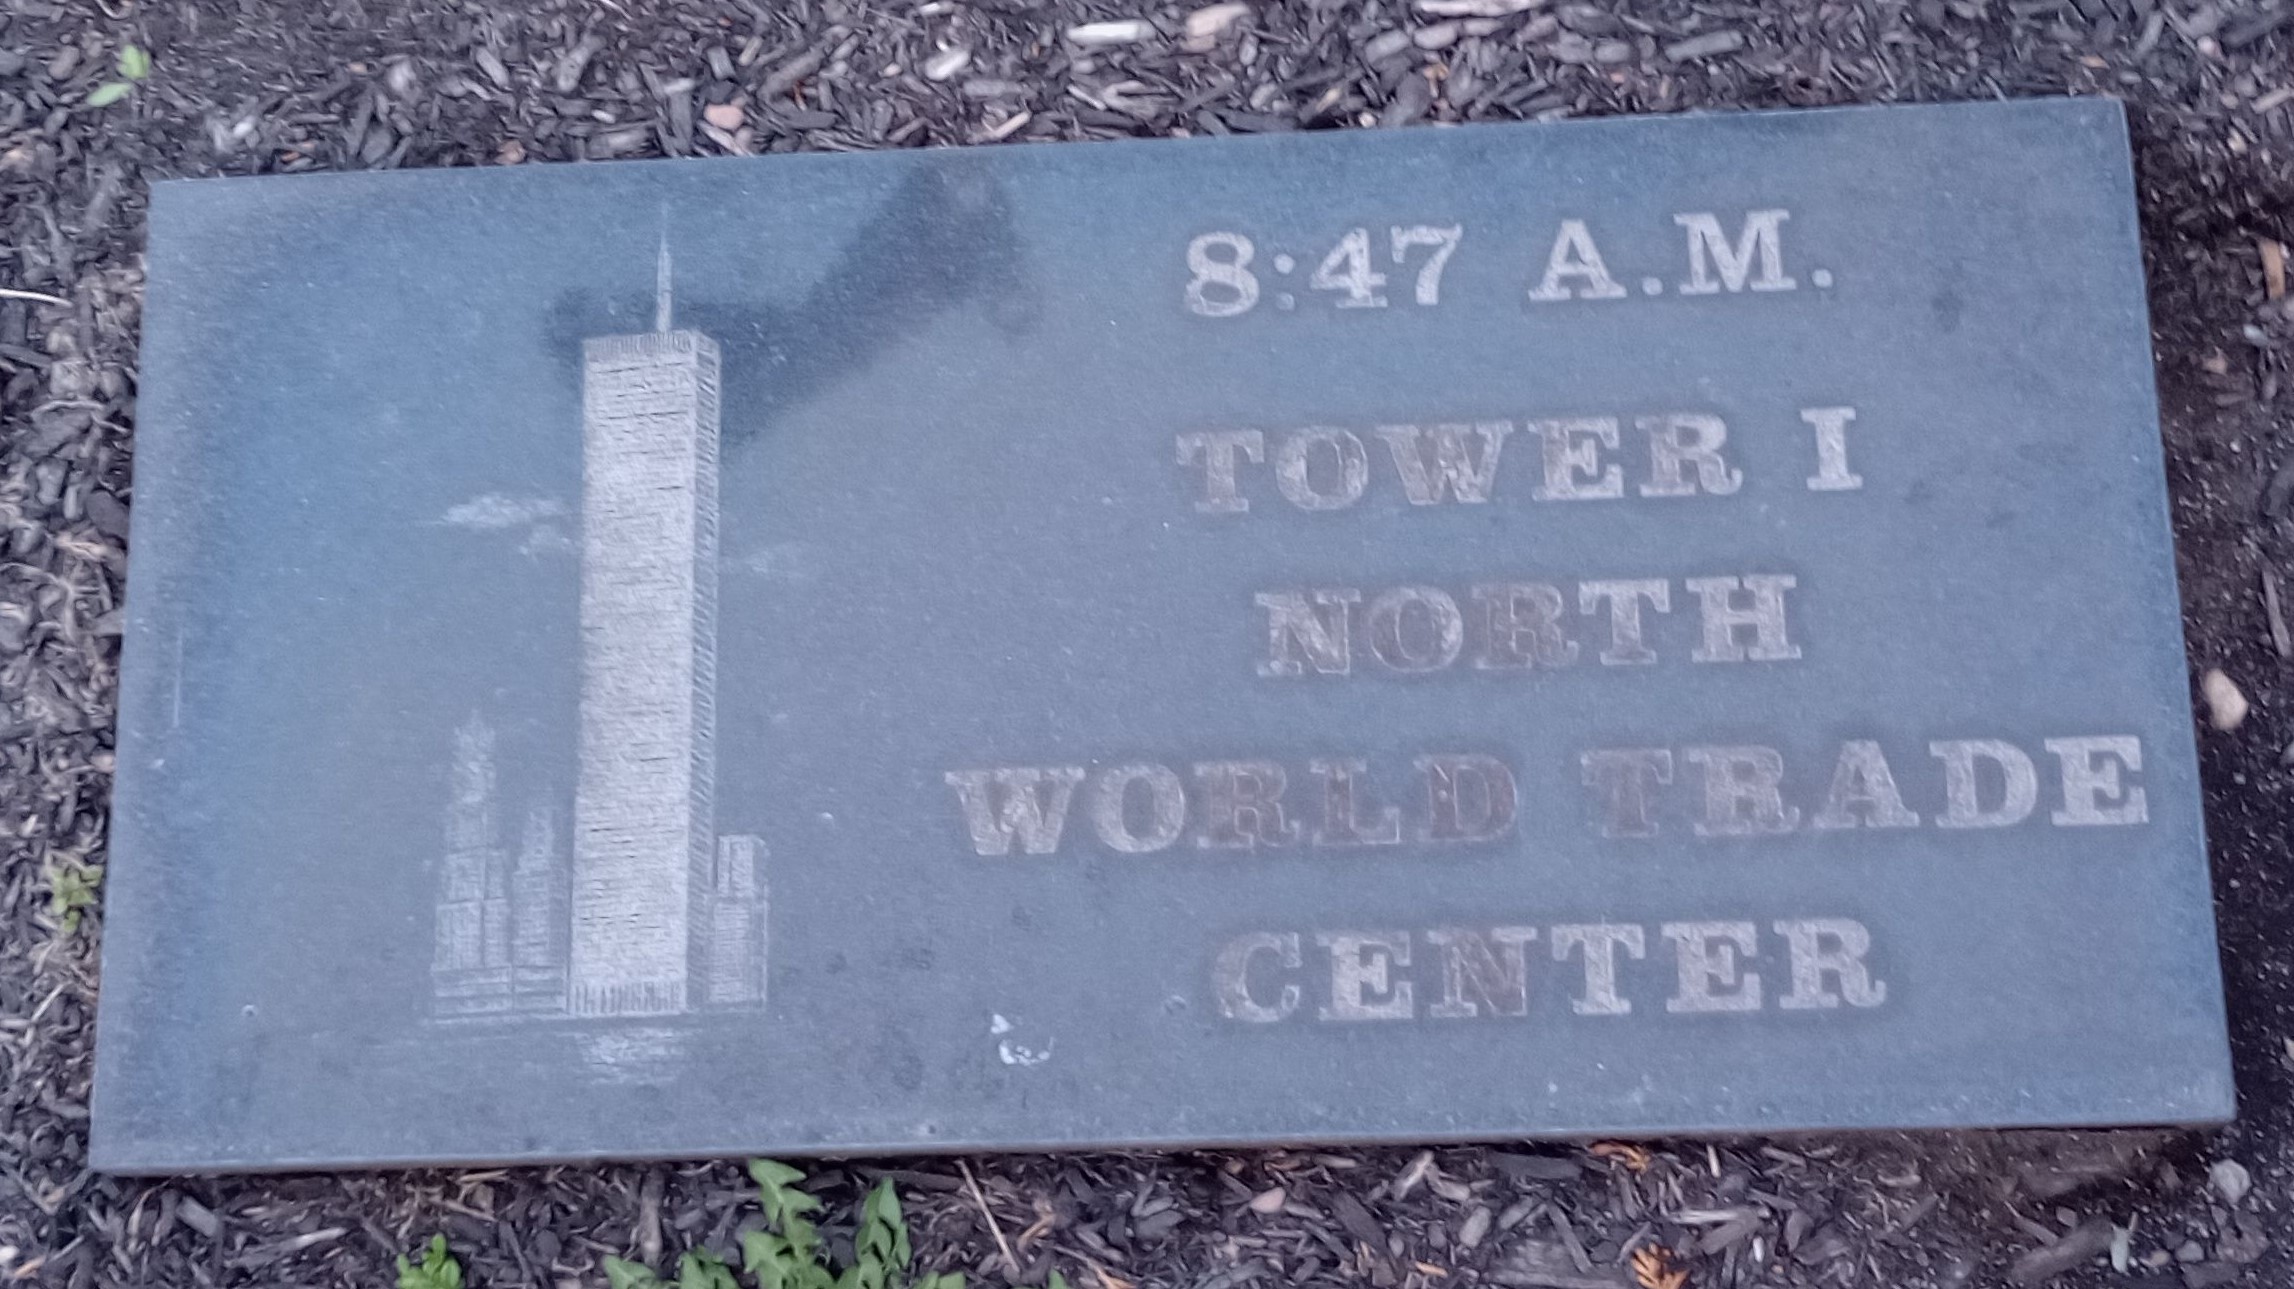 8:47 A.M.
TOWER I
NORTH
WORLD TRADE
CENTER